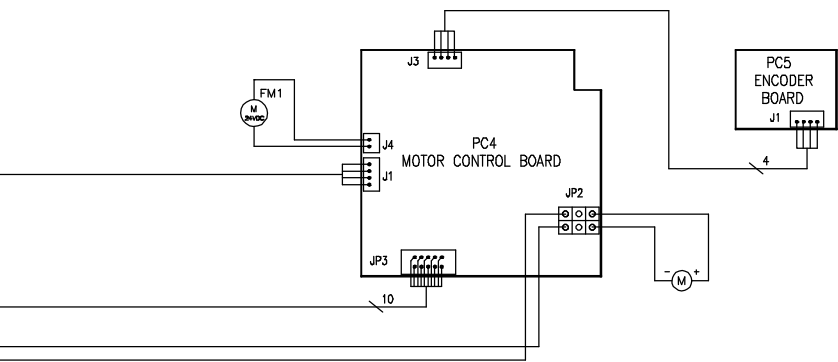 J3
PC5
ENCODER
BOARD
J1
FM1
M
24VDC
J4
PC4
MOTOR CONTROL BOARD
J1
4
JP2
JP3
- M +
10